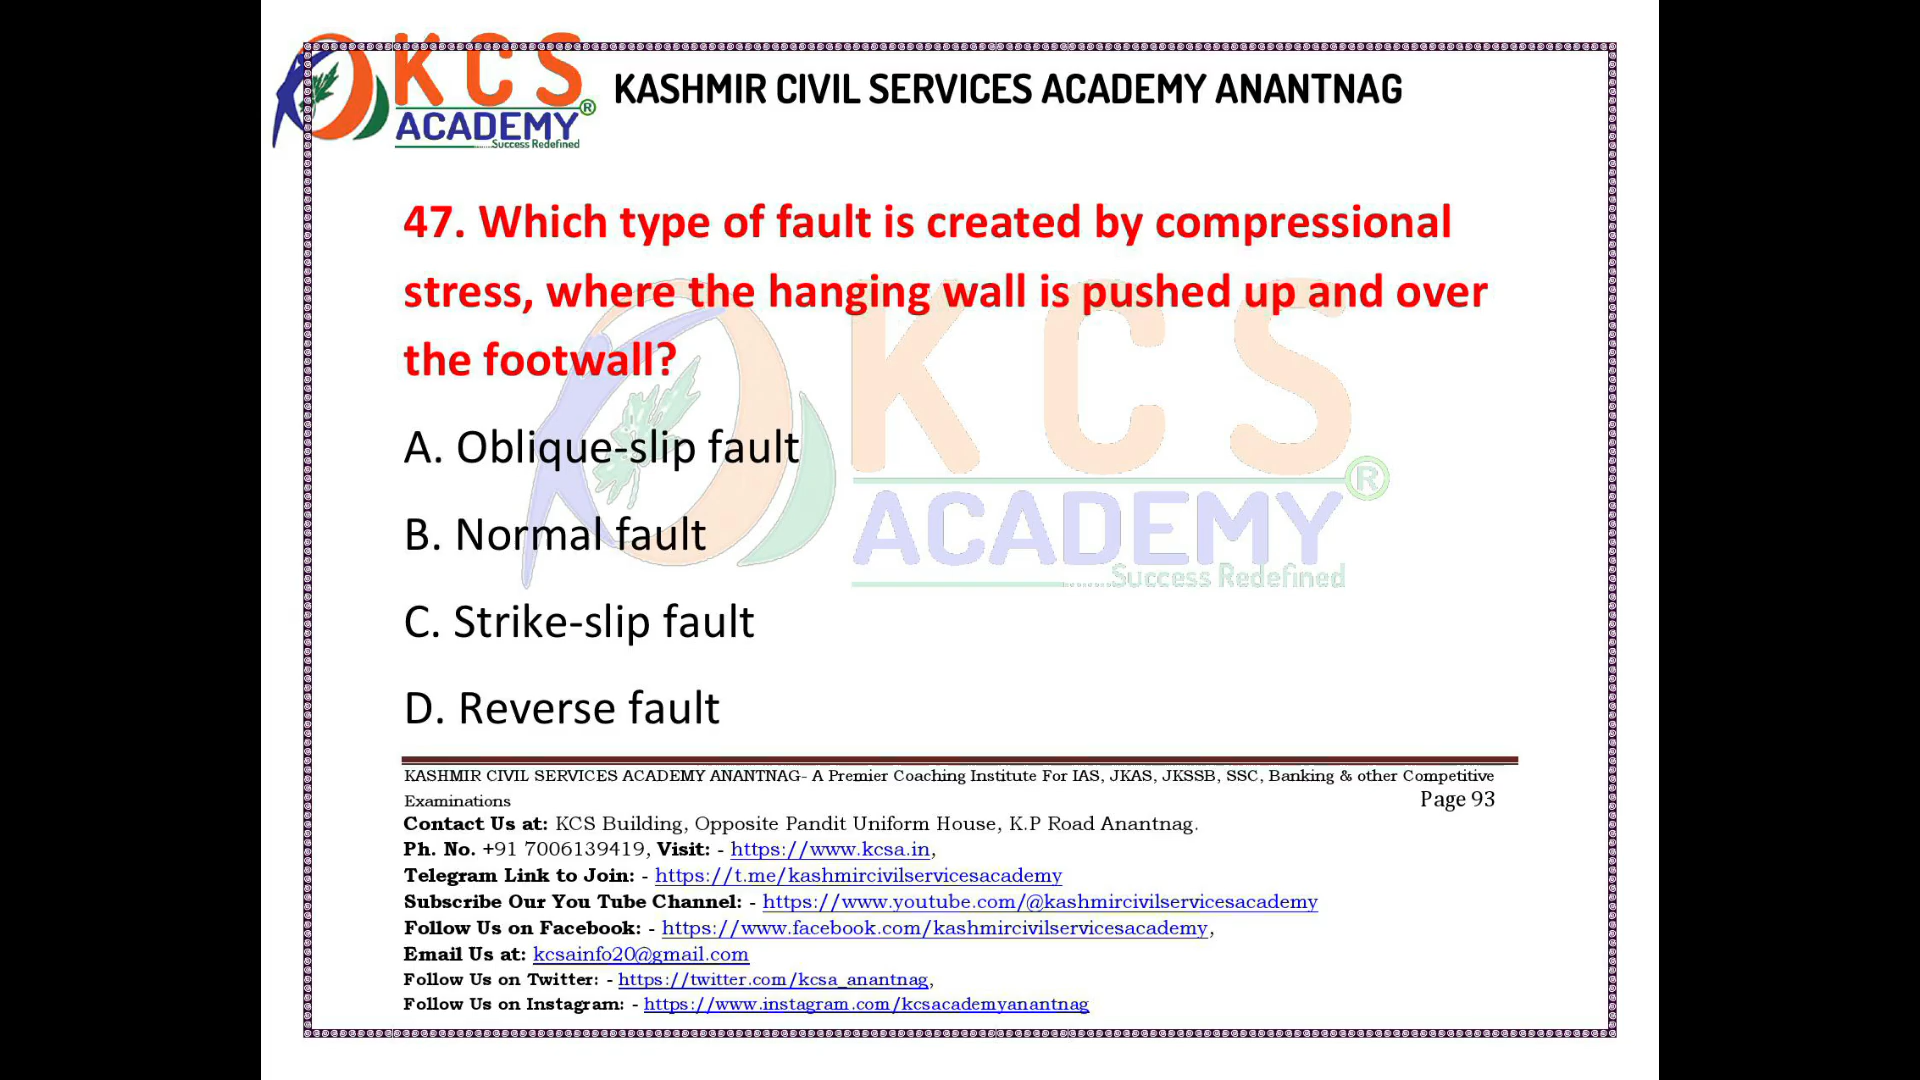 KCS
ACADEMY®
......Success Redefined
KASHMIR CIVIL SERVICES ACADEMY ANANTNAG
47. Which type of fault is created by compressional
stress, where the hanging wall is pushed up and over
the footwall?
A. Oblique-slip fault
B. Normal fault
C. Strike-slip fault
D. Reverse fault
KCS
ACADEMY®
.......Success Redefined
KASHMIR CIVIL SERVICES ACADEMY ANANTNAG- A Premier Coaching Institute For IAS, JKAS, JKSSB, SSC, Banking & other Competitive
Examinations Page 93
Contact Us at: KCS Building, Opposite Pandit Uniform House, K.P Road Anantnag.
Ph. No. +91 7006139419, Visit: - https://www.kcsa.in,
Telegram Link to Join: - https://t.me/kashmircivilservicesacademy
Subscribe Our You Tube Channel: - https://www.youtube.com/@kashmircivilservicesacademy
Follow Us on Facebook: - https://www.facebook.com/kashmircivilservicesacademy,
Email Us at: kcsainfo20@gmail.com
Follow Us on Twitter: - https://twitter.com/kcsa_anantnag,
Follow Us on Instagram: - https://www.instagram.com/kcsacademyanantnag